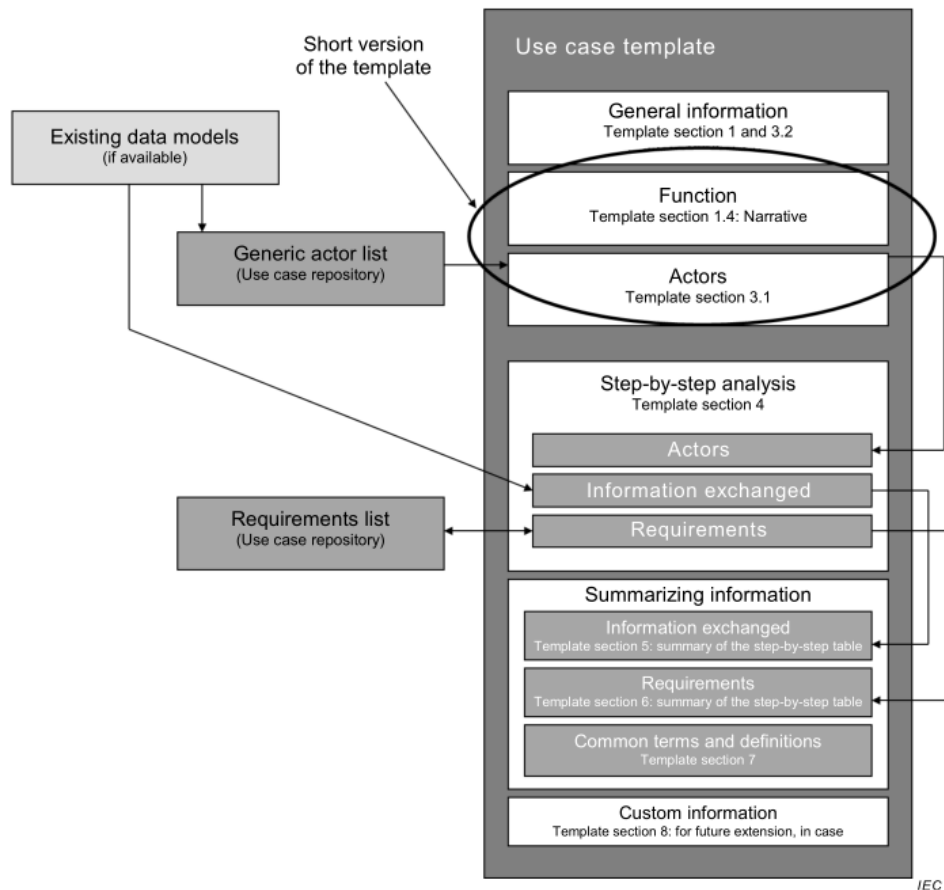 Short version
of the template
Use case template
General information
Template section 1 and 3.2
Existing data models
(if available)
Function
Template section 1.4: Narrative
Generic actor list
(Use case repository)
Actors
Template section 3.1
Step-by-step analysis
Template section 4
Actors
Information exchanged
Requirements list
(Use case repository)
Requirements
Summarizing information
Information exchanged
Template section 5: summary of the step-by-step table
Requirements
Template section 6: summary of the step-by-step table
Common terms and definitions
Template section 7
Custom information
Template section 8: for future extension, in case
IEC